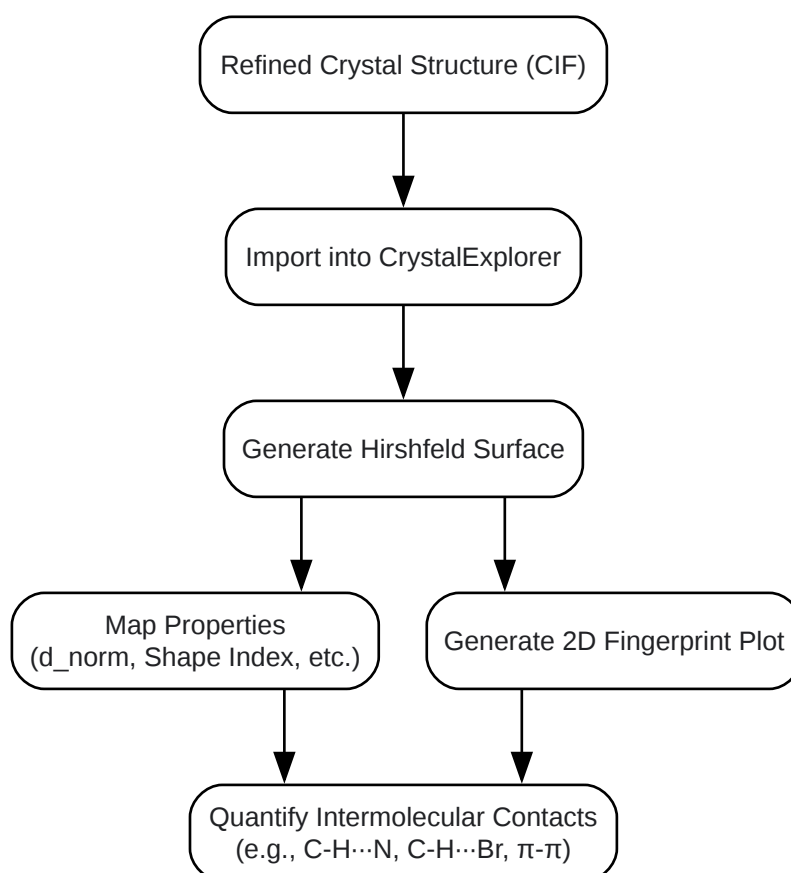 Refined Crystal Structure (CIF)
Import into CrystalExplorer
Generate Hirshfeld Surface
Map Properties
(d_norm, Shape Index, etc.)
Generate 2D Fingerprint Plot
Quantify Intermolecular Contacts
(e.g., C-H···N, C-H···Br, π-π)